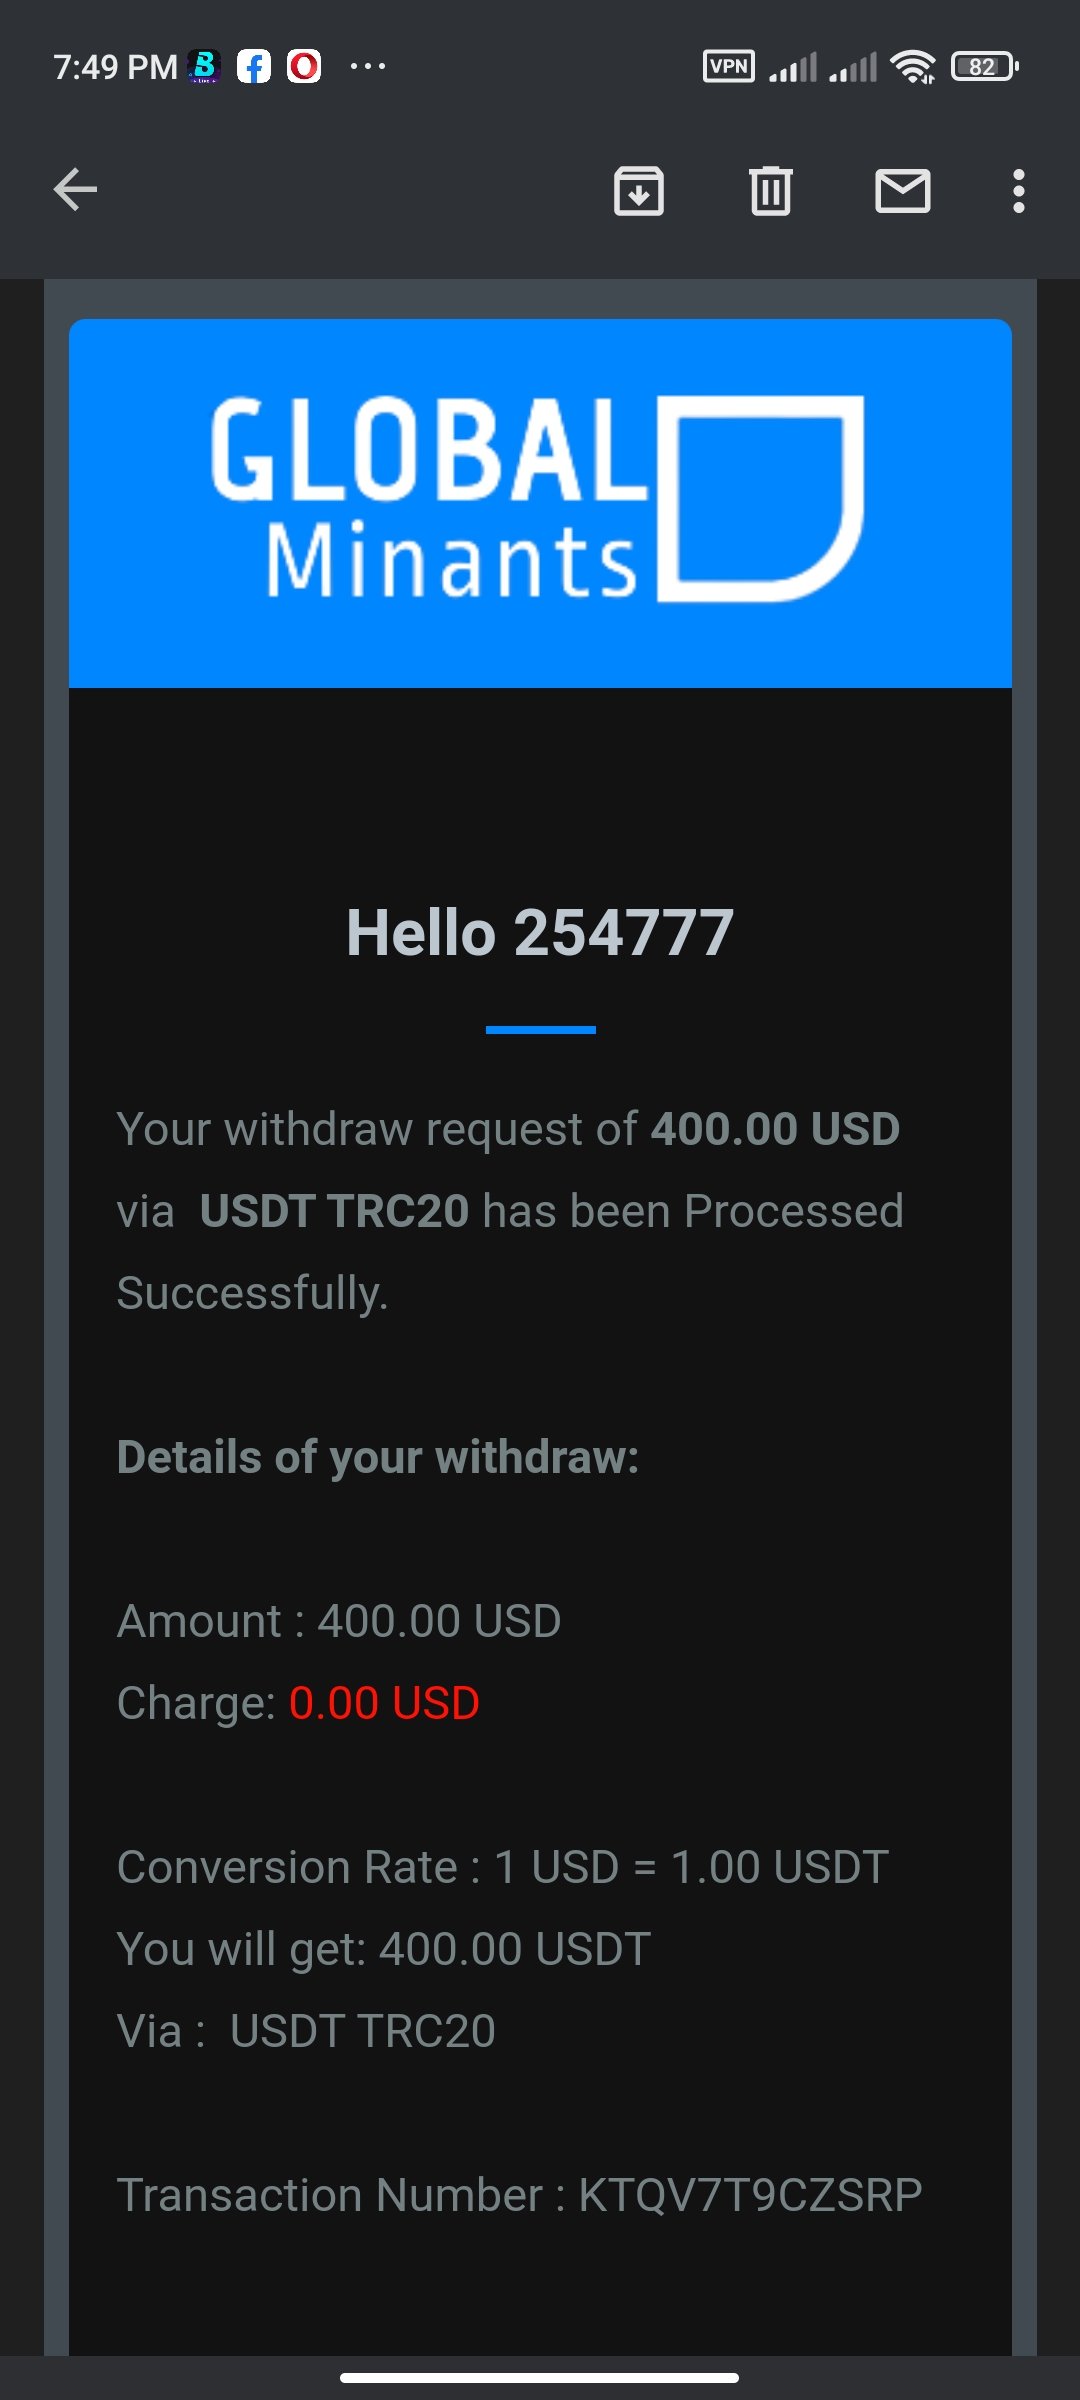 7:49 PM
VPN
82
GLOBAL
Minants
Hello 254777
Your withdraw request of 400.00 USD
via USDT TRC20 has been Processed
Successfully.
Details of your withdraw:
Amount : 400.00 USD
Charge: 0.00 USD
Conversion Rate : 1 USD = 1.00 USDT
You will get: 400.00 USDT
Via : USDT TRC20
Transaction Number : KTQV7T9CZSRP